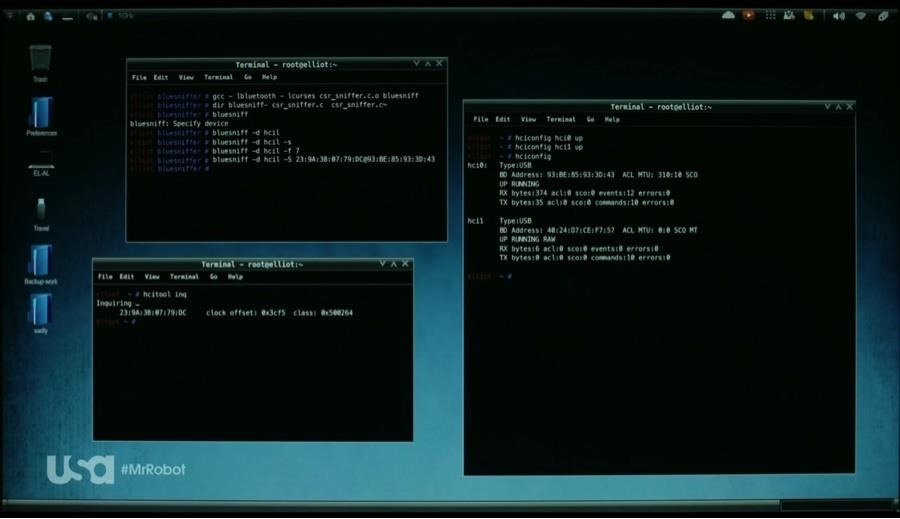 5GHz
Trash
Preferences
EL-AL
Travel
Backup-work
sadly
Terminal - root@elliot:~
File Edit View Terminal Go Help
elliot bluesniffer # gcc - lbluetooth - lcurses csr_sniffer.c.o bluesniff
elliot bluesniffer # dir bluesniff- csr_sniffer.c csr_sniffer.c~
elliot bluesniffer # bluesniff
bluesniff: Specify device
elliot bluesniffer # bluesniff -d hcil
elliot bluesniffer # bluesniff -d hcil -s
elliot bluesniffer # bluesniff -d hcil -f 7
elliot bluesniffer # bluesniff -d hcil -S 23:9A:38:07:79:DC@93:BE:85:93:3D:43
elliot bluesniffer #
Terminal - root@elliot:~
File Edit View Terminal Go Help
elliot ~ # hcitool inq
Inquiring …
23:9A:38:07:79:DC clock offset: 0x3cf5 class: 0x500264
elliot ~ #
Terminal - root@elliot:~
File Edit View Terminal Go Help
elliot ~ # hciconfig hci0 up
elliot ~ # hciconfig hci1 up
elliot ~ # hciconfig
hci0: Type:USB
BD Address: 93:BE:85:93:3D:43 ACL MTU: 310:10 SCO
UP RUNNING
RX bytes:374 acl:0 sco:0 events:12 errors:0
TX bytes:35 acl:0 sco:0 commands:10 errors:0
hci1 Type:USB
BD Address: 40:24:D7:CE:F7:57 ACL MTU: 0:0 SCO MT
UP RUNNING RAW
RX bytes:6 acl:0 sco:0 events:0 errors:0
TX bytes:0 acl:0 sco:0 commands:10 errors:0
elliot ~ #
usa #MrRobot